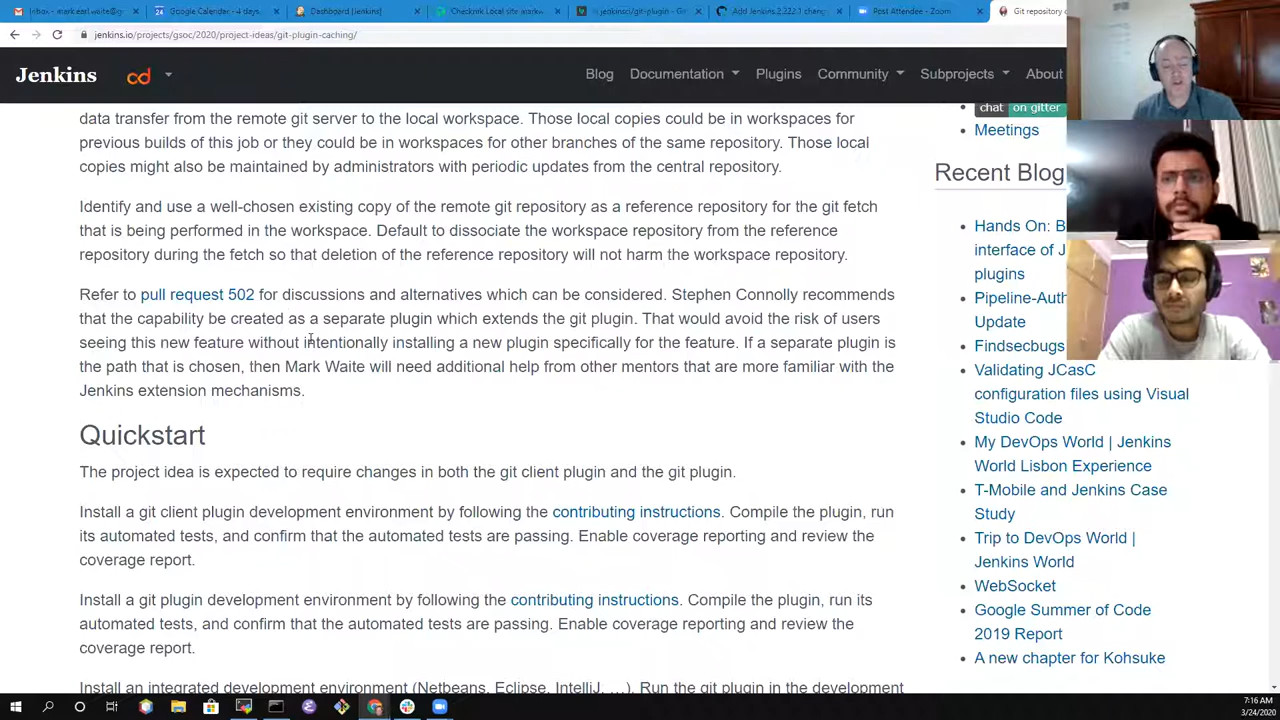 Inbox - mark.earl.waite@g
Google Calendar - 4 days,
Dashboard [Jenkins]
jenkinsci/git-plugin - Gi
Add Jenkins 2.222.1 chan
Post Attendee - Zoom
Git repository c
jenkins.io/projects/gsoc/2020/project-ideas/git-plugin-caching/
Jenkins
cd
Blog Documentation Plugins Community Subprojects About
data transfer from the remote git server to the local workspace. Those local copies could be in workspaces for
previous builds of this job or they could be in workspaces for other branches of the same repository. Those local
copies might also be maintained by administrators with periodic updates from the central repository.
Identify and use a well-chosen existing copy of the remote git repository as a reference repository for the git fetch
that is being performed in the workspace. Default to dissociate the workspace repository from the reference
repository during the fetch so that deletion of the reference repository will not harm the workspace repository.
Refer to pull request 502 for discussions and alternatives which can be considered. Stephen Connolly recommends
that the capability be created as a separate plugin which extends the git plugin. That would avoid the risk of users
seeing this new feature without intentionally installing a new plugin specifically for the feature. If a separate plugin is
the path that is chosen, then Mark Waite will need additional help from other mentors that are more familiar with the
Jenkins extension mechanisms.
Quickstart
The project idea is expected to require changes in both the git client plugin and the git plugin.
Install a git client plugin development environment by following the contributing instructions. Compile the plugin, run
its automated tests, and confirm that the automated tests are passing. Enable coverage reporting and review the
coverage report.
Install a git plugin development environment by following the contributing instructions. Compile the plugin, run its
automated tests, and confirm that the automated tests are passing. Enable coverage reporting and review the
coverage report.
Install an integrated development environment (Netbeans, Eclipse, IntelliJ, ...). Run the git plugin in the development
chat on gitter
Meetings
Recent Blog
Hands On: B
interface of J
plugins
Pipeline-Auth
Update
Findsecbugs
Validating JCasC
configuration files using Visual
Studio Code
My DevOps World | Jenkins
World Lisbon Experience
T-Mobile and Jenkins Case
Study
Trip to DevOps World |
Jenkins World
WebSocket
Google Summer of Code
2019 Report
A new chapter for Kohsuke
7:16 AM
3/24/2020